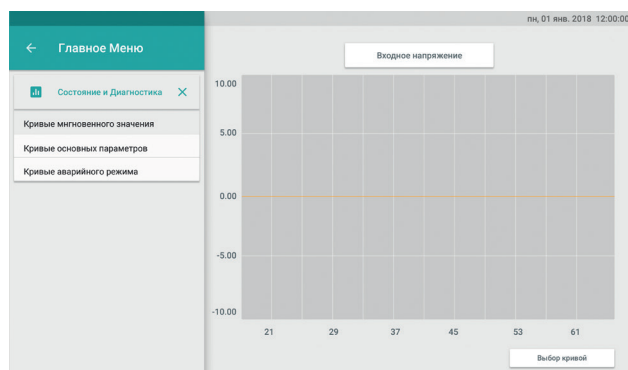 пн, 01 янв. 2018 12:00:00
Главное Меню
Входное напряжение
Состояние и Диагностика
Кривые мнгновенного значения
Кривые основных параметров
Кривые аварийного режима
10.00
5.00
0.00
-5.00
-10.00
21 29 37 45 53 61
Выбор кривой